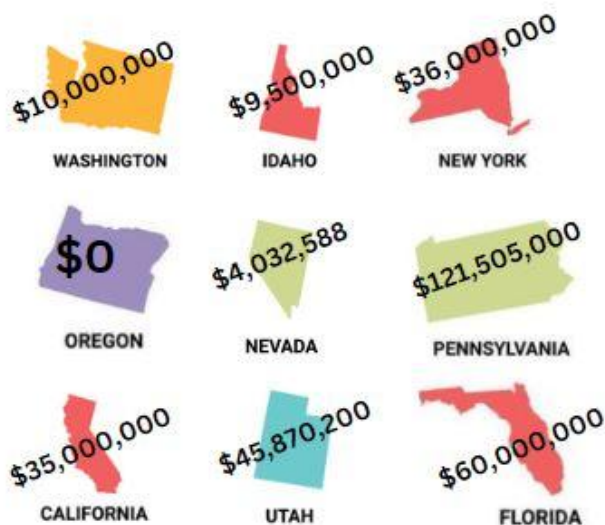 $10,000,000
WASHINGTON
$9,500,000
IDAHO
$36,000,000
NEW YORK
$0
OREGON
$4,032,588
NEVADA
$121,505,000
PENNSYLVANIA
$35,000,000
CALIFORNIA
$45,870,200
UTAH
$60,000,000
FLORIDA